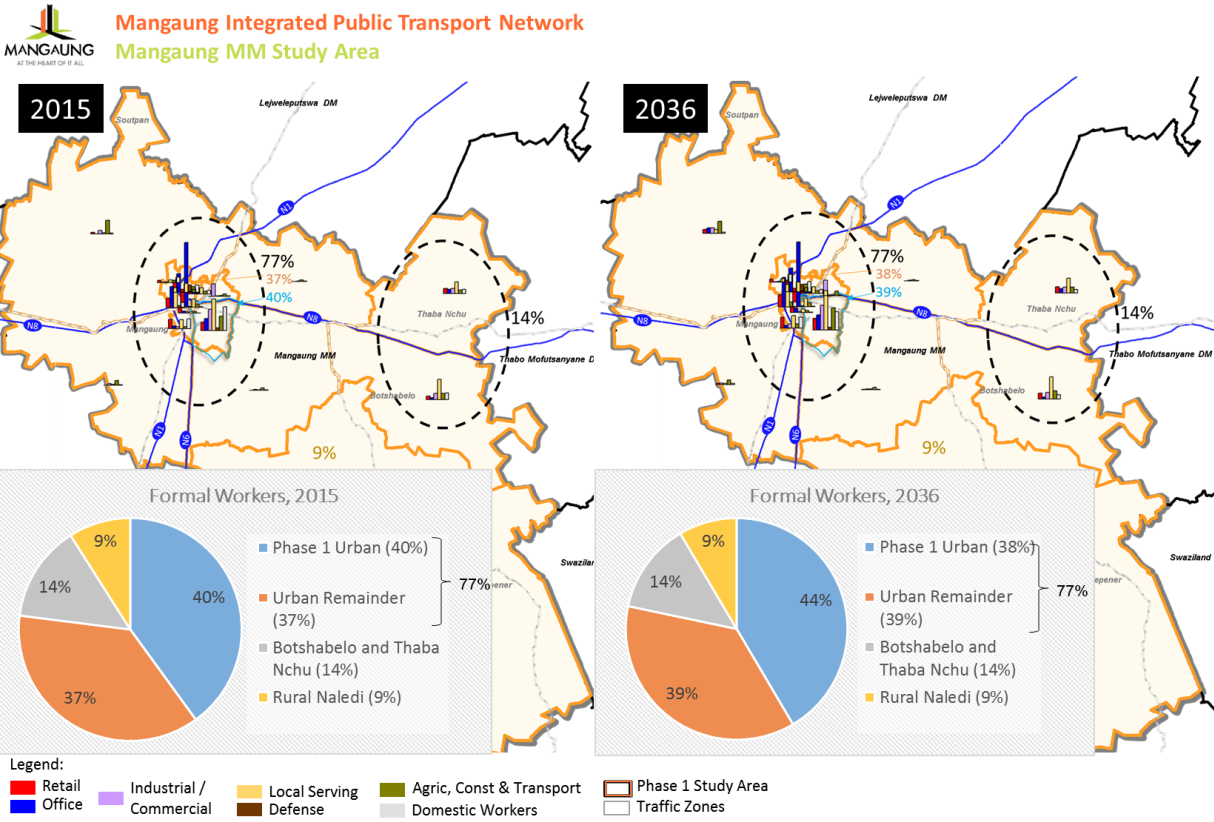 MANGAUNG
AT THE HEART OF IT ALL
Mangaung Integrated Public Transport Network
Mangaung MM Study Area
2015
Lejweleputswa DM
Soutpan
N1
77%
37%
40%
Thaba Nchu
14%
N8
N8
Mangaung
Mangaung MM
Thabo Mofutsanyane D
Botshabelo
N1
N6
9%
2036
Lejweleputswa DM
Soutpan
N1
77%
38%
39%
Thaba Nchu
14%
N8
N8
Mangaung
Mangaung MM
Thabo Mofutsanyane DM
Botshabelo
N1
N6
9%
Formal Workers, 2015
9%
14%
40%
37%
Phase 1 Urban (40%)
Urban Remainder
(37%)
77%
Botshabelo and Thaba
Nchu (14%)
Rural Naledi (9%)
Swazilan
pener
Formal Workers, 2036
9%
14%
44%
39%
Phase 1 Urban (38%)
Urban Remainder
(39%)
77%
Botshabelo and
Thaba Nchu (14%)
Rural Naledi (9%)
Swaziland
epener
Legend:
Retail
Office
Industrial /
Commercial
Local Serving
Defense
Agric, Const & Transport
Domestic Workers
Phase 1 Study Area
Traffic Zones